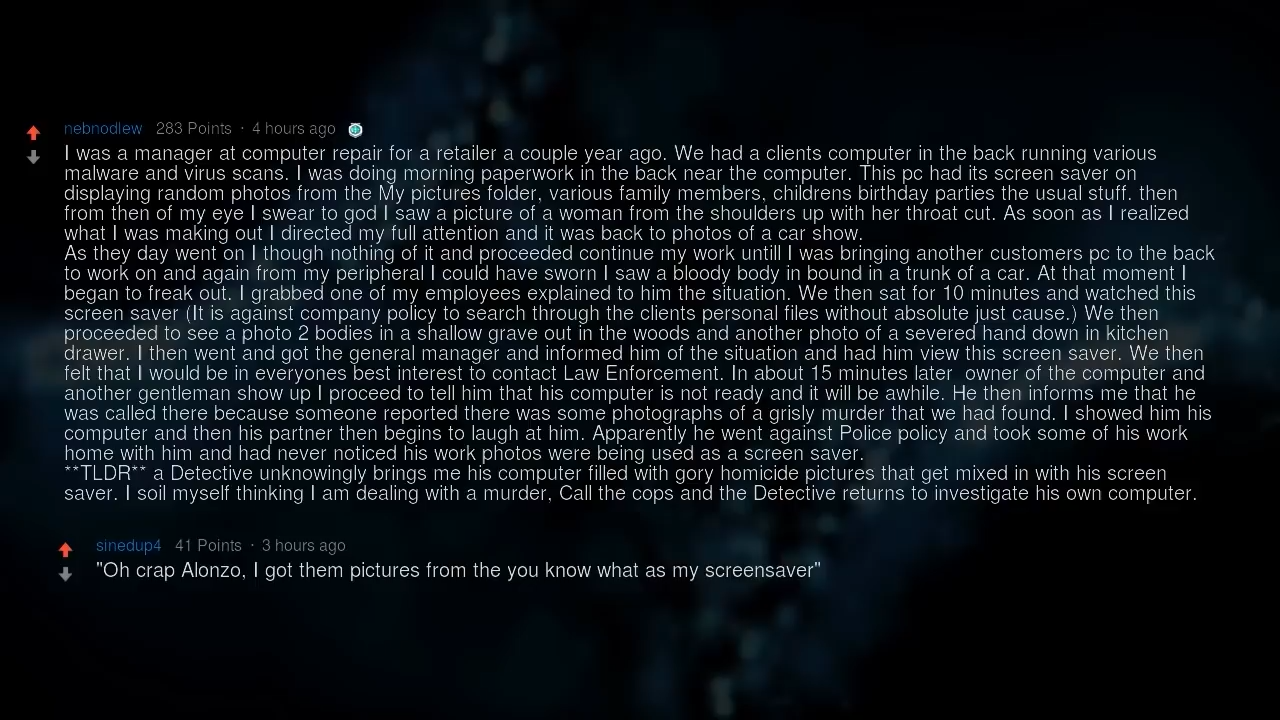 nebnodlew 283 Points · 4 hours ago
I was a manager at computer repair for a retailer a couple year ago. We had a clients computer in the back running various
malware and virus scans. I was doing morning paperwork in the back near the computer. This pc had its screen saver on
displaying random photos from the My pictures folder, various family members, childrens birthday parties the usual stuff. then
from then of my eye I swear to god I saw a picture of a woman from the shoulders up with her throat cut. As soon as I realized
what I was making out I directed my full attention and it was back to photos of a car show.
As they day went on I though nothing of it and proceeded continue my work untill I was bringing another customers pc to the back
to work on and again from my peripheral I could have sworn I saw a bloody body in bound in a trunk of a car. At that moment I
began to freak out. I grabbed one of my employees explained to him the situation. We then sat for 10 minutes and watched this
screen saver (It is against company policy to search through the clients personal files without absolute just cause.) We then
proceeded to see a photo 2 bodies in a shallow grave out in the woods and another photo of a severed hand down in kitchen
drawer. I then went and got the general manager and informed him of the situation and had him view this screen saver. We then
felt that I would be in everyones best interest to contact Law Enforcement. In about 15 minutes later owner of the computer and
another gentleman show up I proceed to tell him that his computer is not ready and it will be awhile. He then informs me that he
was called there because someone reported there was some photographs of a grisly murder that we had found. I showed him his
computer and then his partner then begins to laugh at him. Apparently he went against Police policy and took some of his work
home with him and had never noticed his work photos were being used as a screen saver.
**TLDR** a Detective unknowingly brings me his computer filled with gory homicide pictures that get mixed in with his screen
saver. I soil myself thinking I am dealing with a murder, Call the cops and the Detective returns to investigate his own computer.
sinedup4 41 Points · 3 hours ago
"Oh crap Alonzo, I got them pictures from the you know what as my screensaver"